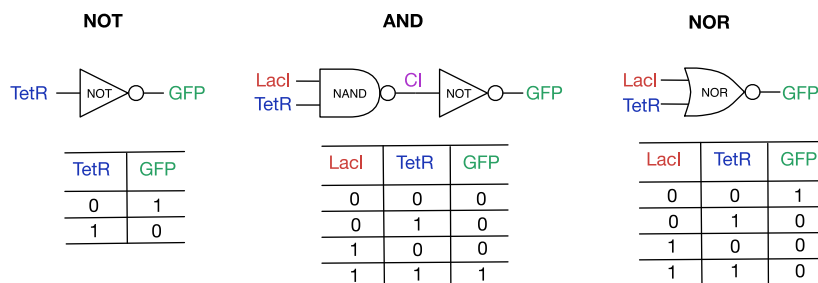 NOT
TetR NOT GFP
TetR GFP
0 1
1 0
AND
LacI
TetR
NAND
CI
NOT
GFP
LacI TetR GFP
0 0 0
0 1 0
1 0 0
1 1 1
NOR
LacI
TetR
NOR
GFP
LacI TetR GFP
0 0 1
0 1 0
1 0 0
1 1 0